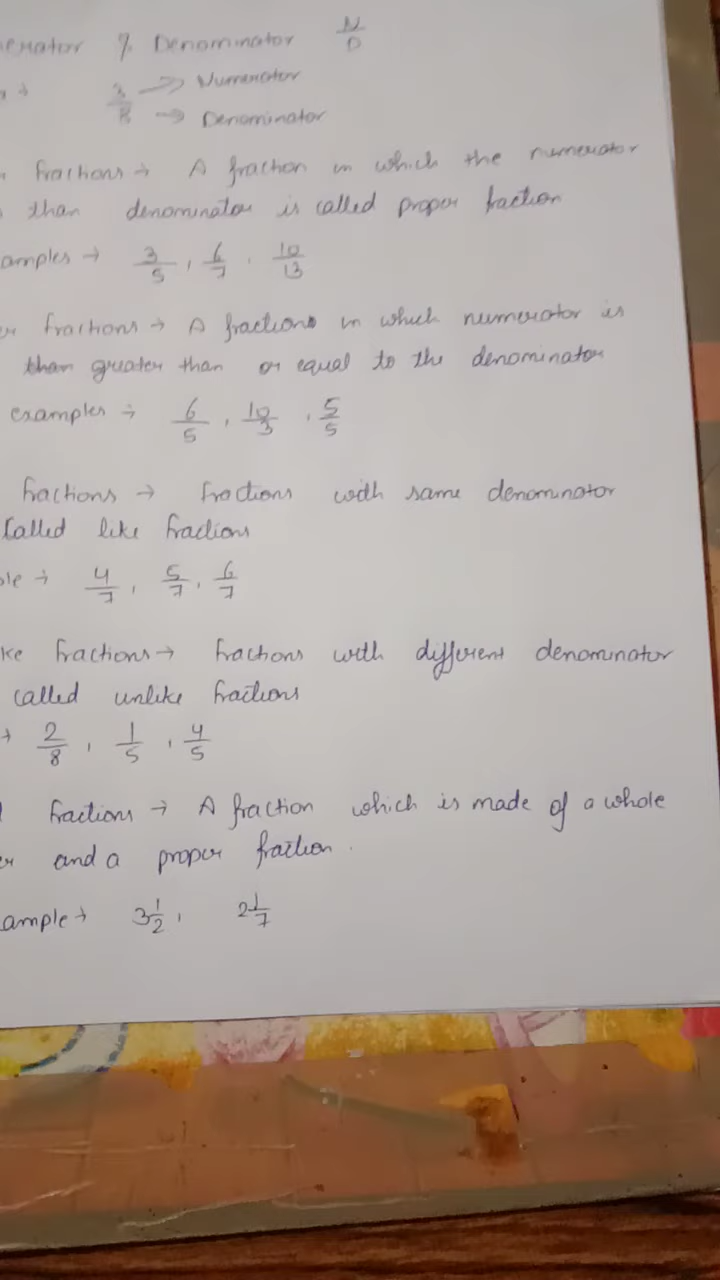 erator % Denominator N/D
3/8 → Numerator
→ Denominator
fractions → A fraction in which the numerator
than denominator is called proper fraction
amples → 3/5, 6/7, 10/13
er fractions → A fractions in which numerator is
than greater than or equal to the denominator
examples → 6/5, 10/3, 5/5
fractions → fractions with same denominator
Called like fractions
ple → 4/7, 5/7, 6/7
ke fractions → fractions with different denominator
called unlike fractions
→ 2/8, 1/5, 4/5
fractions → A fraction which is made of a whole
er and a proper fraction.
ample → 3 1/2, 2 1/7